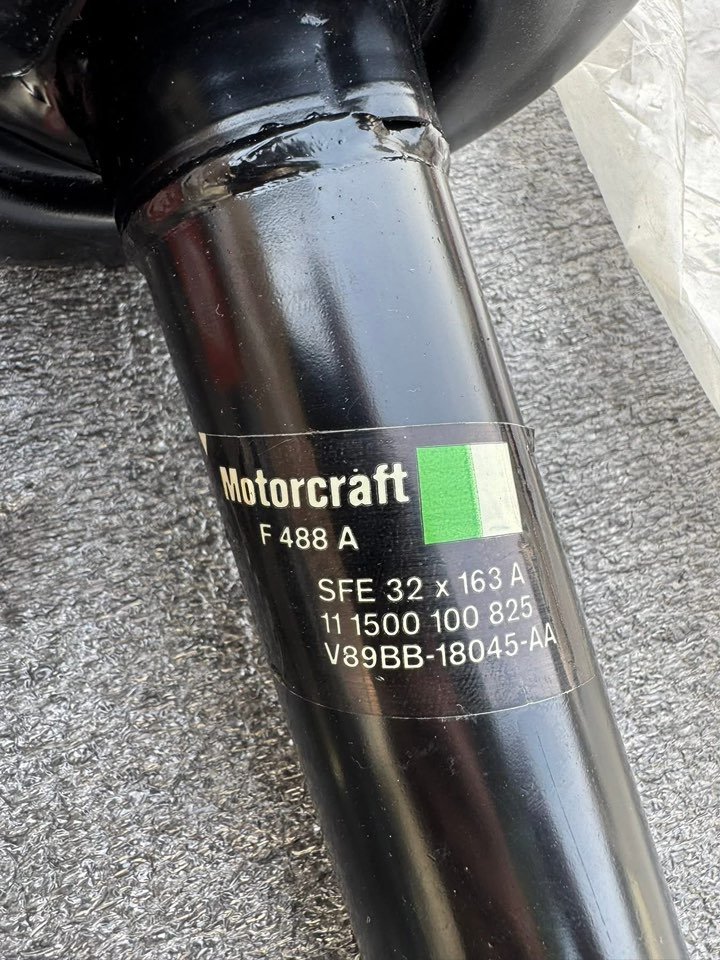 Motorcraft
F 488 A
SFE 32 x 163 A
11 1500 100 825
V89BB-18045-AA